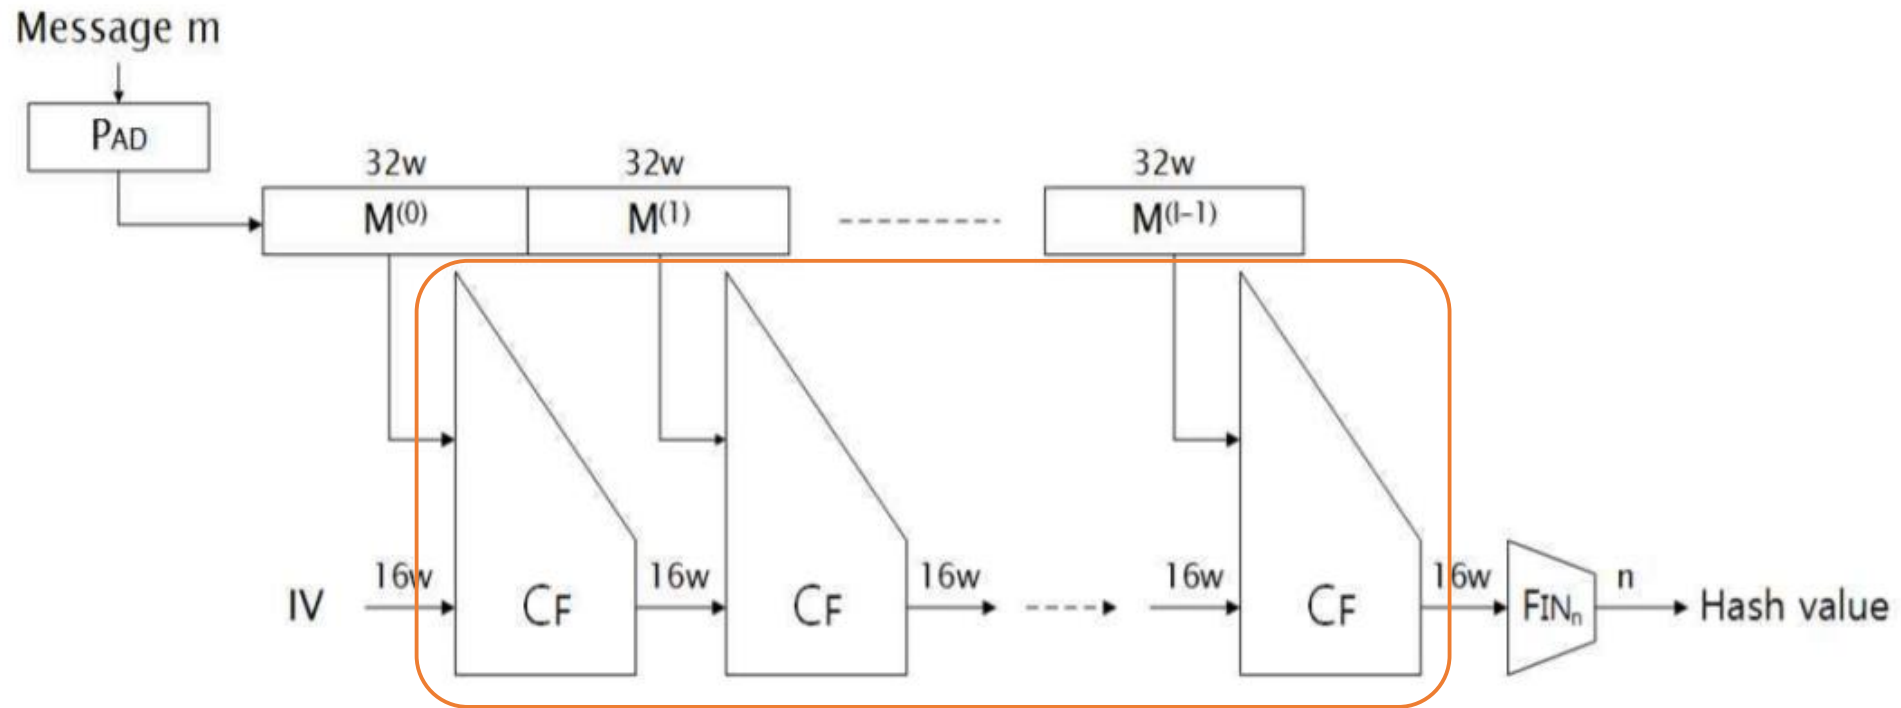 Message m
PAD
32w 32w 32w
M(0) M(1) M(l-1)
16w 16w 16w 16w 16w n
IV CF CF CF FINn Hash value